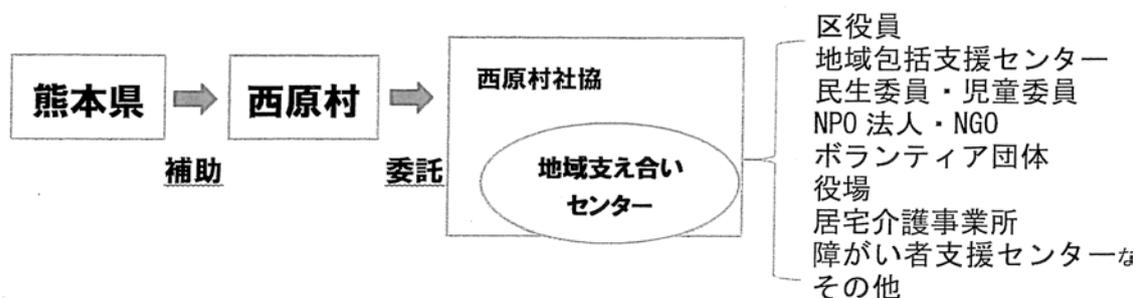 熊本県
補助
西原村
委託
西原村社協
地域支え合い
センター
区役員
地域包括支援センター
民生委員・児童委員
NPO 法人・NGO
ボランティア団体
役場
居宅介護事業所
障がい者支援センターな
その他